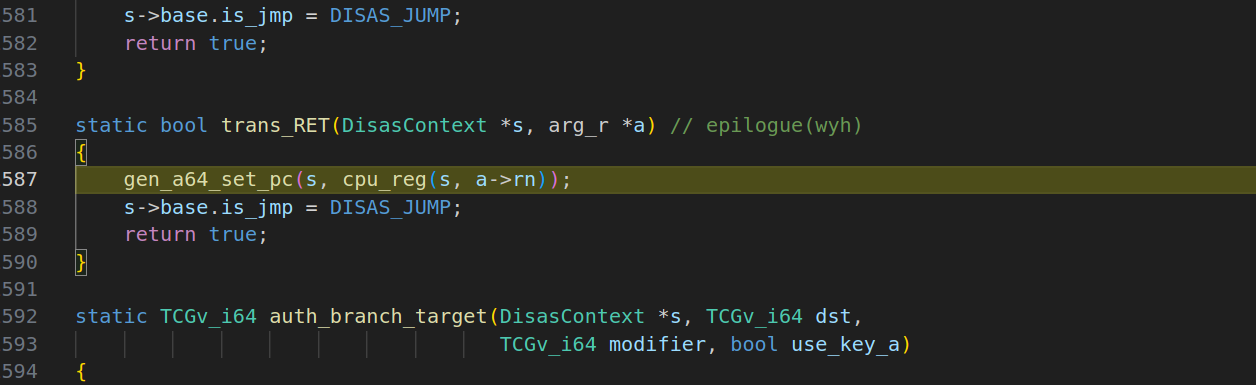 581 s->base.is_jmp = DISAS_JUMP;
582 return true;
583 }
584
585 static bool trans_RET(DisasContext *s, arg_r *a) // epilogue(wyh)
586 {
587 gen_a64_set_pc(s, cpu_reg(s, a->rn));
588 s->base.is_jmp = DISAS_JUMP;
589 return true;
590 }
591
592 static TCGv_i64 auth_branch_target(DisasContext *s, TCGv_i64 dst,
593 TCGv_i64 modifier, bool use_key_a)
594 {